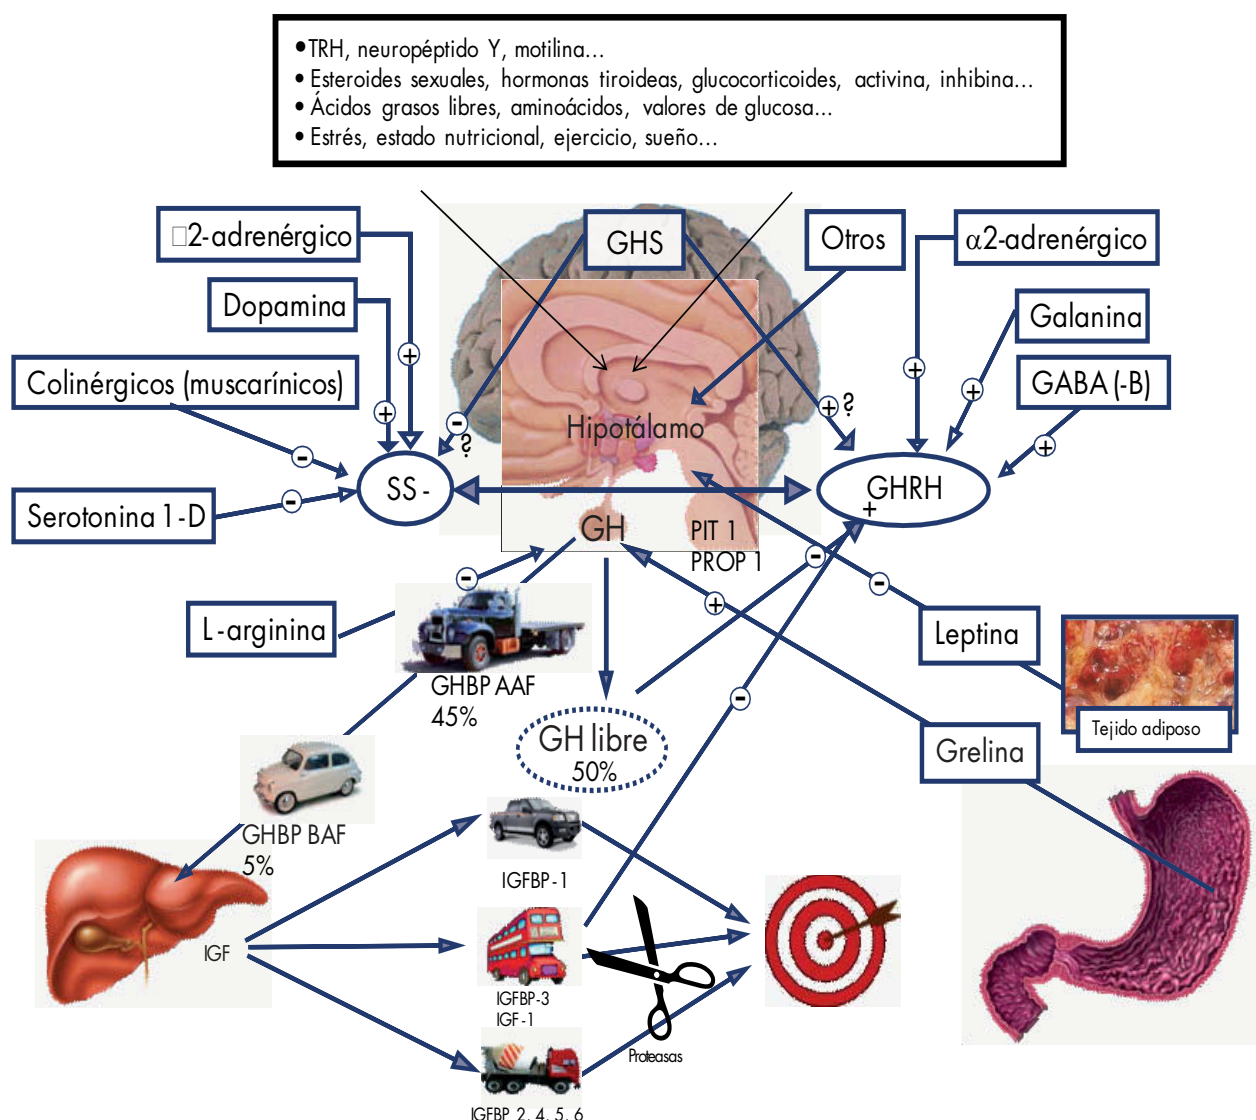 •TRH, neuropéptido Y, motilina...
• Esteroides sexuales, hormonas tiroideas, glucocorticoides, activina, inhibina...
• Ácidos grasos libres, aminoácidos, valores de glucosa...
• Estrés, estado nutricional, ejercicio, sueño...
□2-adrenérgico
GHS
Otros
α2-adrenérgico
Dopamina
Galanina
Colinérgicos (muscarínicos)
GABA (-B)
+
+
+
+
+
+
-
-
+ ?
- ?
Hipotálamo
SS -
GHRH
+
Serotonina 1-D
-
GH
PIT 1
PROP 1
-
-
-
+
L-arginina
Leptina
GHBP AAF
45%
-
Tejido adiposo
GH libre
50%
Grelina
GHBP BAF
5%
IGFBP-1
IGF
IGFBP-3
IGF-1
Proteasas
IGFBP 2, 4, 5, 6